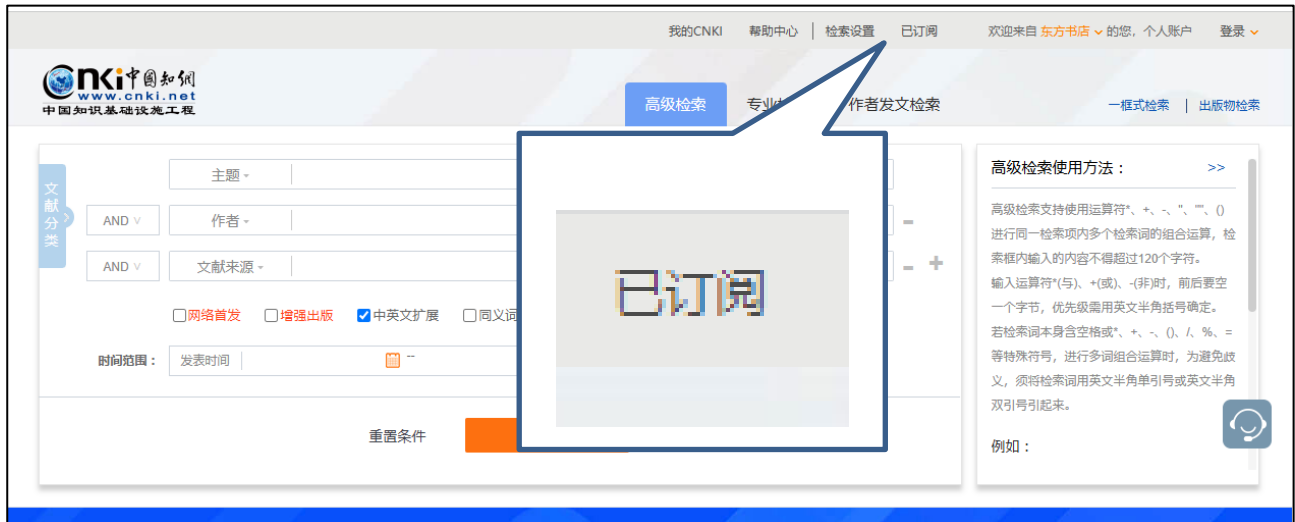 我的CNKI 帮助中心 | 检索设置 已订阅 欢迎来自 东方书店 的您, 个人账户 登录
CNKi中國知網
www.cnki.net
中国知识基础设施工程
高级检索 专业 作者发文检索 一框式检索 | 出版物检索
文献分类
主题
AND 作者
AND 文献来源
网络首发 增强出版 中英文扩展 同义词
时间范围: 发表时间 --
重置条件
已订阅
高级检索使用方法: >>
高级检索支持使用运算符*、+、-、''、""、()
进行同一检索项内多个检索词的组合运算, 检
索框内输入的内容不得超过120个字符。
输入运算符*(与)、+(或)、-(非)时, 前后要空
一个字节, 优先级需用英文半角括号确定。
若检索词本身含空格或*、+、-、()、/、%、=
等特殊符号, 进行多词组合运算时, 为避免歧
义, 须将检索词用英文半角单引号或英文半角
双引号引起来。
例如: